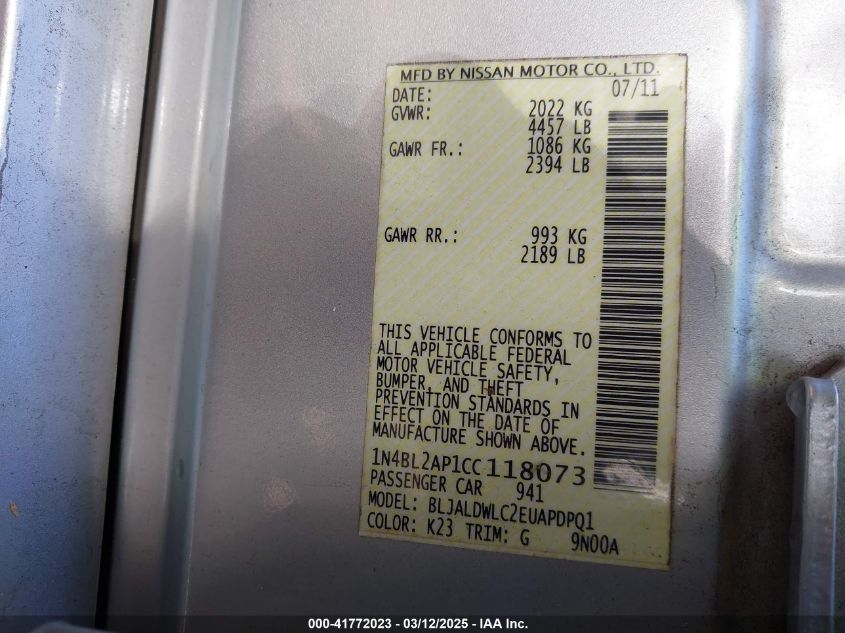 MFD BY NISSAN MOTOR CO., LTD.
DATE: 07/11
GVWR: 2022 KG
4457 LB
GAWR FR.: 1086 KG
2394 LB
GAWR RR.: 993 KG
2189 LB
THIS VEHICLE CONFORMS TO
ALL APPLICABLE FEDERAL
MOTOR VEHICLE SAFETY,
BUMPER, AND THEFT
PREVENTION STANDARDS IN
EFFECT ON THE DATE OF
MANUFACTURE SHOWN ABOVE.
1N4BL2AP1CC118073
PASSENGER CAR 941
MODEL: BLJALDWLC2EUAPDPQ1
COLOR: K23 TRIM: G 9N00A
000-41772023 - 03/12/2025 - IAA Inc.